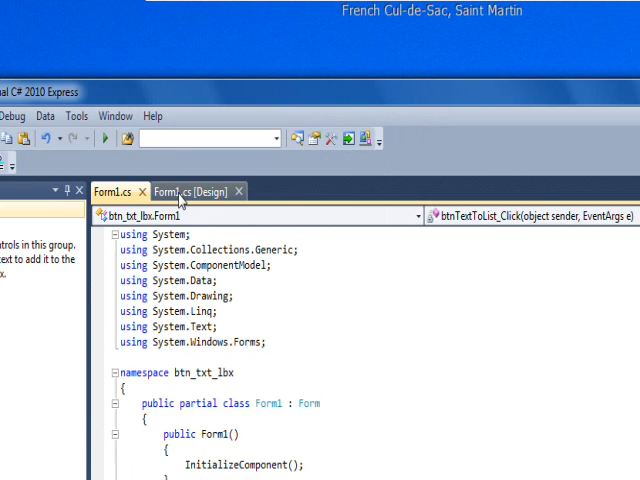 French Cul-de-Sac, Saint Martin
al C# 2010 Express
Debug Data Tools Window Help
Form1.cs X Form1.cs [Design] X
btn_txt_lbx.Form1 btnTextToList_Click(object sender, EventArgs e)
ntrols in this group.
text to add it to the
x.
using System;
using System.Collections.Generic;
using System.ComponentModel;
using System.Data;
using System.Drawing;
using System.Linq;
using System.Text;
using System.Windows.Forms;
namespace btn_txt_lbx
{
public partial class Form1 : Form
{
public Form1()
{
InitializeComponent();
}